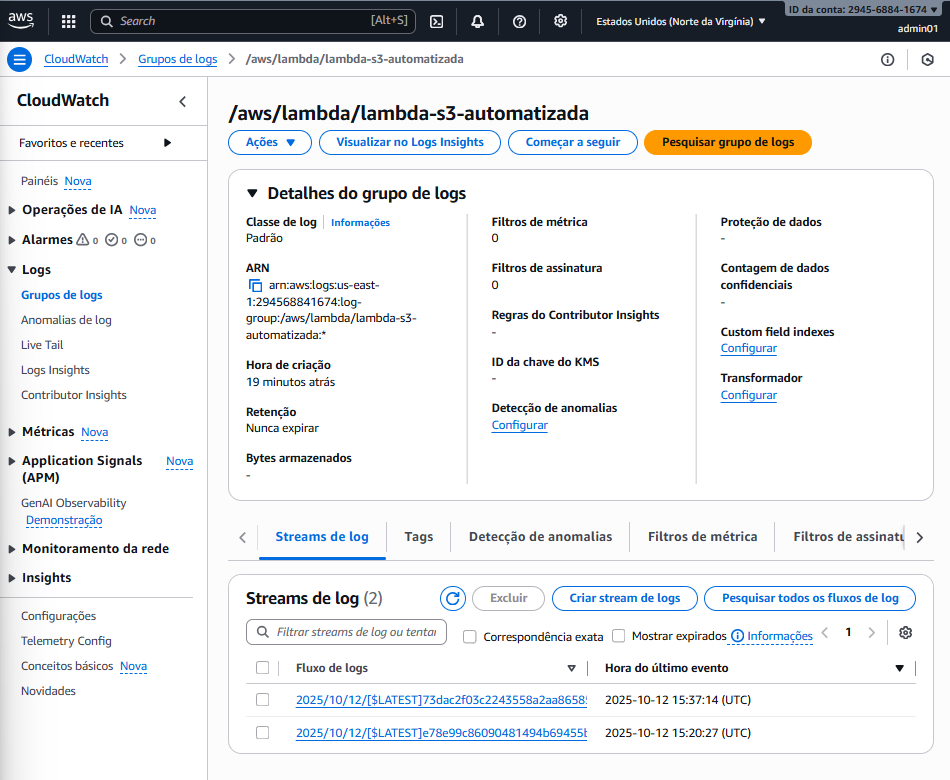 aws
Search
[Alt+S]
Estados Unidos (Norte da Virgínia)
ID da conta: 2945-6884-1674
admin01
CloudWatch
Grupos de logs
/aws/lambda/lambda-s3-automatizada
CloudWatch
Favoritos e recentes
Painéis Nova
Operações de IA Nova
Alarmes 0 0 0
Logs
Grupos de logs
Anomalias de log
Live Tail
Logs Insights
Contributor Insights
Métricas Nova
Application Signals Nova
(APM)
GenAI Observability
Demonstração
Monitoramento da rede
Insights
Configurações
Telemetry Config
Conceitos básicos Nova
Novidades
/aws/lambda/lambda-s3-automatizada
Ações
Visualizar no Logs Insights
Começar a seguir
Pesquisar grupo de logs
Detalhes do grupo de logs
Classe de log Informações
Padrão
ARN
arn:aws:logs:us-east-
1:294568841674:log-
group:/aws/lambda/lambda-s3-
automatizada:*
Hora de criação
19 minutos atrás
Retenção
Nunca expirar
Bytes armazenados
-
Filtros de métrica
0
Filtros de assinatura
0
Regras do Contributor Insights
-
ID da chave do KMS
-
Detecção de anomalias
Configurar
Proteção de dados
-
Contagem de dados
confidenciais
-
Custom field indexes
Configurar
Transformador
Configurar
Streams de log
Tags
Detecção de anomalias
Filtros de métrica
Filtros de assinatu
Streams de log (2)
Excluir
Criar stream de logs
Pesquisar todos os fluxos de log
Filtrar streams de log ou tentar
Correspondência exata
Mostrar expirados
Informações
1
Fluxo de logs
Hora do último evento
2025/10/12/[$LATEST]73dac2f03c2243558a2aa8658
2025-10-12 15:37:14 (UTC)
2025/10/12/[$LATEST]e78e99c86090481494b69455b
2025-10-12 15:20:27 (UTC)